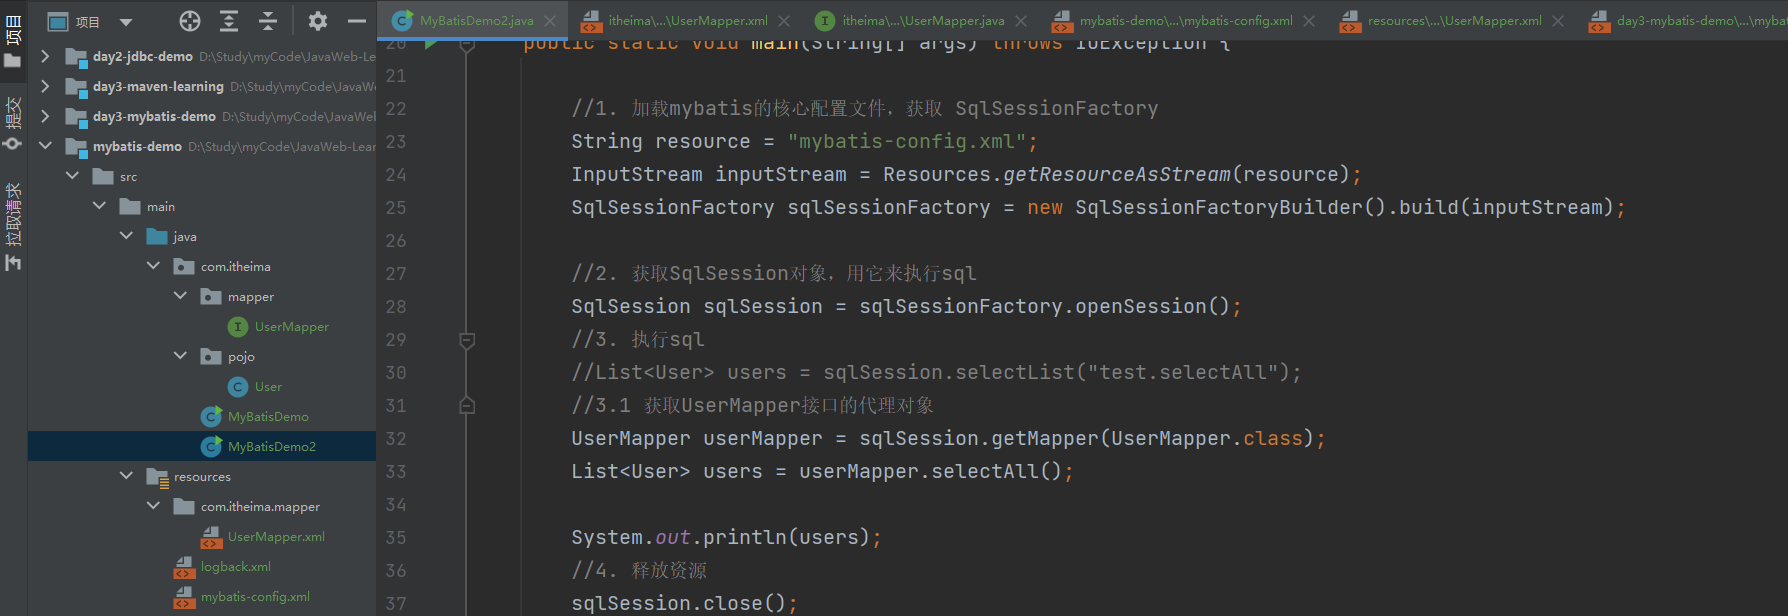 项目
提交
拉取请求
项目
day2-jdbc-demo D:\Study\myCode\JavaWeb-Le
day3-maven-learning D:\Study\myCode\JavaW
day3-mybatis-demo D:\Study\myCode\JavaWel
mybatis-demo D:\Study\myCode\JavaWeb-Lear
src
main
java
com.itheima
mapper
UserMapper
pojo
User
MyBatisDemo
MyBatisDemo2
resources
com.itheima.mapper
UserMapper.xml
logback.xml
mybatis-config.xml
MyBatisDemo2.java itheima\...\UserMapper.xml itheima\...\UserMapper.java mybatis-demo\...\mybatis-config.xml resources\...\UserMapper.xml day3-mybatis-demo\...\mybat
20 public static void main(String[] args) throws IOException {
21
22 //1. 加载mybatis的核心配置文件，获取 SqlSessionFactory
23 String resource = "mybatis-config.xml";
24 InputStream inputStream = Resources.getResourceAsStream(resource);
25 SqlSessionFactory sqlSessionFactory = new SqlSessionFactoryBuilder().build(inputStream);
26
27 //2. 获取SqlSession对象，用它来执行sql
28 SqlSession sqlSession = sqlSessionFactory.openSession();
29 //3. 执行sql
30 //List<User> users = sqlSession.selectList("test.selectAll");
31 //3.1 获取UserMapper接口的代理对象
32 UserMapper userMapper = sqlSession.getMapper(UserMapper.class);
33 List<User> users = userMapper.selectAll();
34
35 System.out.println(users);
36 //4. 释放资源
37 sqlSession.close();